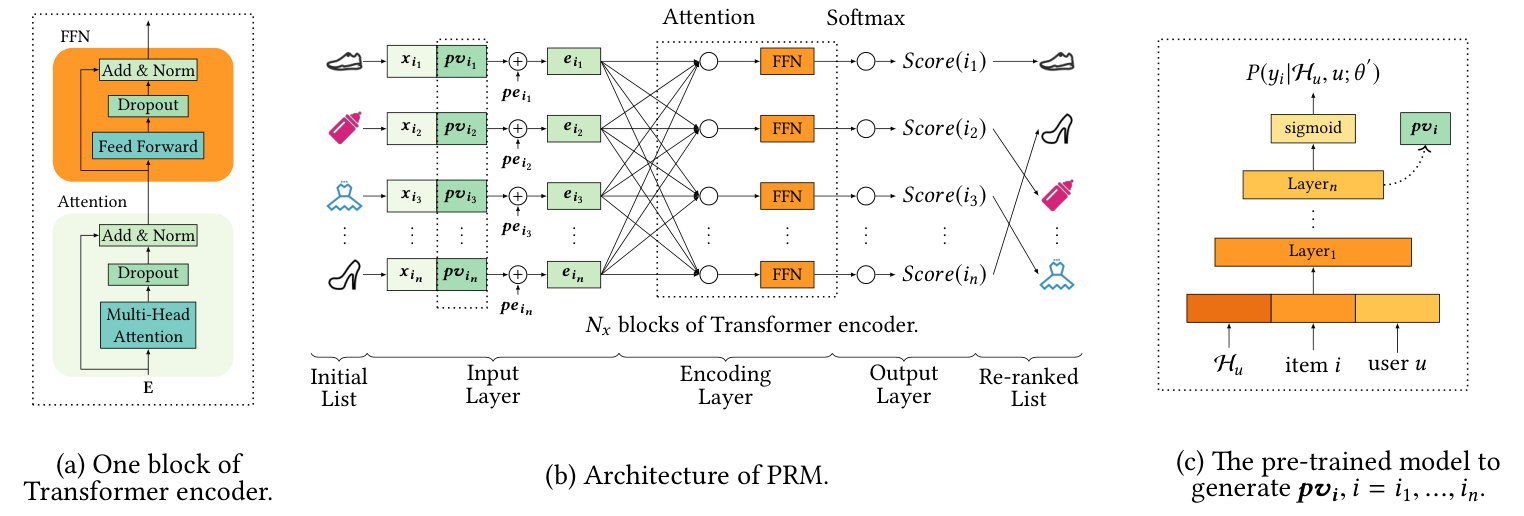 FFN
Add & Norm
Dropout
Feed Forward
Attention
Add & Norm
Dropout
Multi-Head
Attention
E
(a) One block of
Transformer encoder.
Attention Softmax
x_{i_1} pv_{i_1} + e_{i_1} FFN Score(i_1)
pe_{i_1}
x_{i_2} pv_{i_2} + e_{i_2} FFN Score(i_2)
pe_{i_2}
x_{i_3} pv_{i_3} + e_{i_3} FFN Score(i_3)
pe_{i_3}
x_{i_n} pv_{i_n} + e_{i_n} FFN Score(i_n)
pe_{i_n}
N_x blocks of Transformer encoder.
Initial
List
Input
Layer
Encoding
Layer
Output
Layer
Re-ranked
List
(b) Architecture of PRM.
P(y_i|ℋ_u, u; θ′)
sigmoid
pv_i
Layer_n
⋮
Layer_1
ℋ_u item i user u
(c) The pre-trained model to
generate pv_i, i = i_1, ..., i_n.